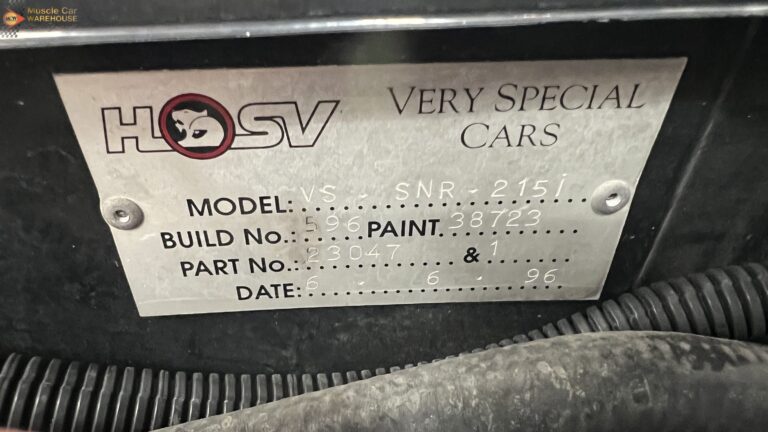 Muscle Car
WAREHOUSE
HSV
VERY SPECIAL
CARS
MODEL: VS - SNR - 215i
BUILD No.: 596 PAINT 38723
PART No.: 23047 & 1
DATE: 6 . 6 . 96